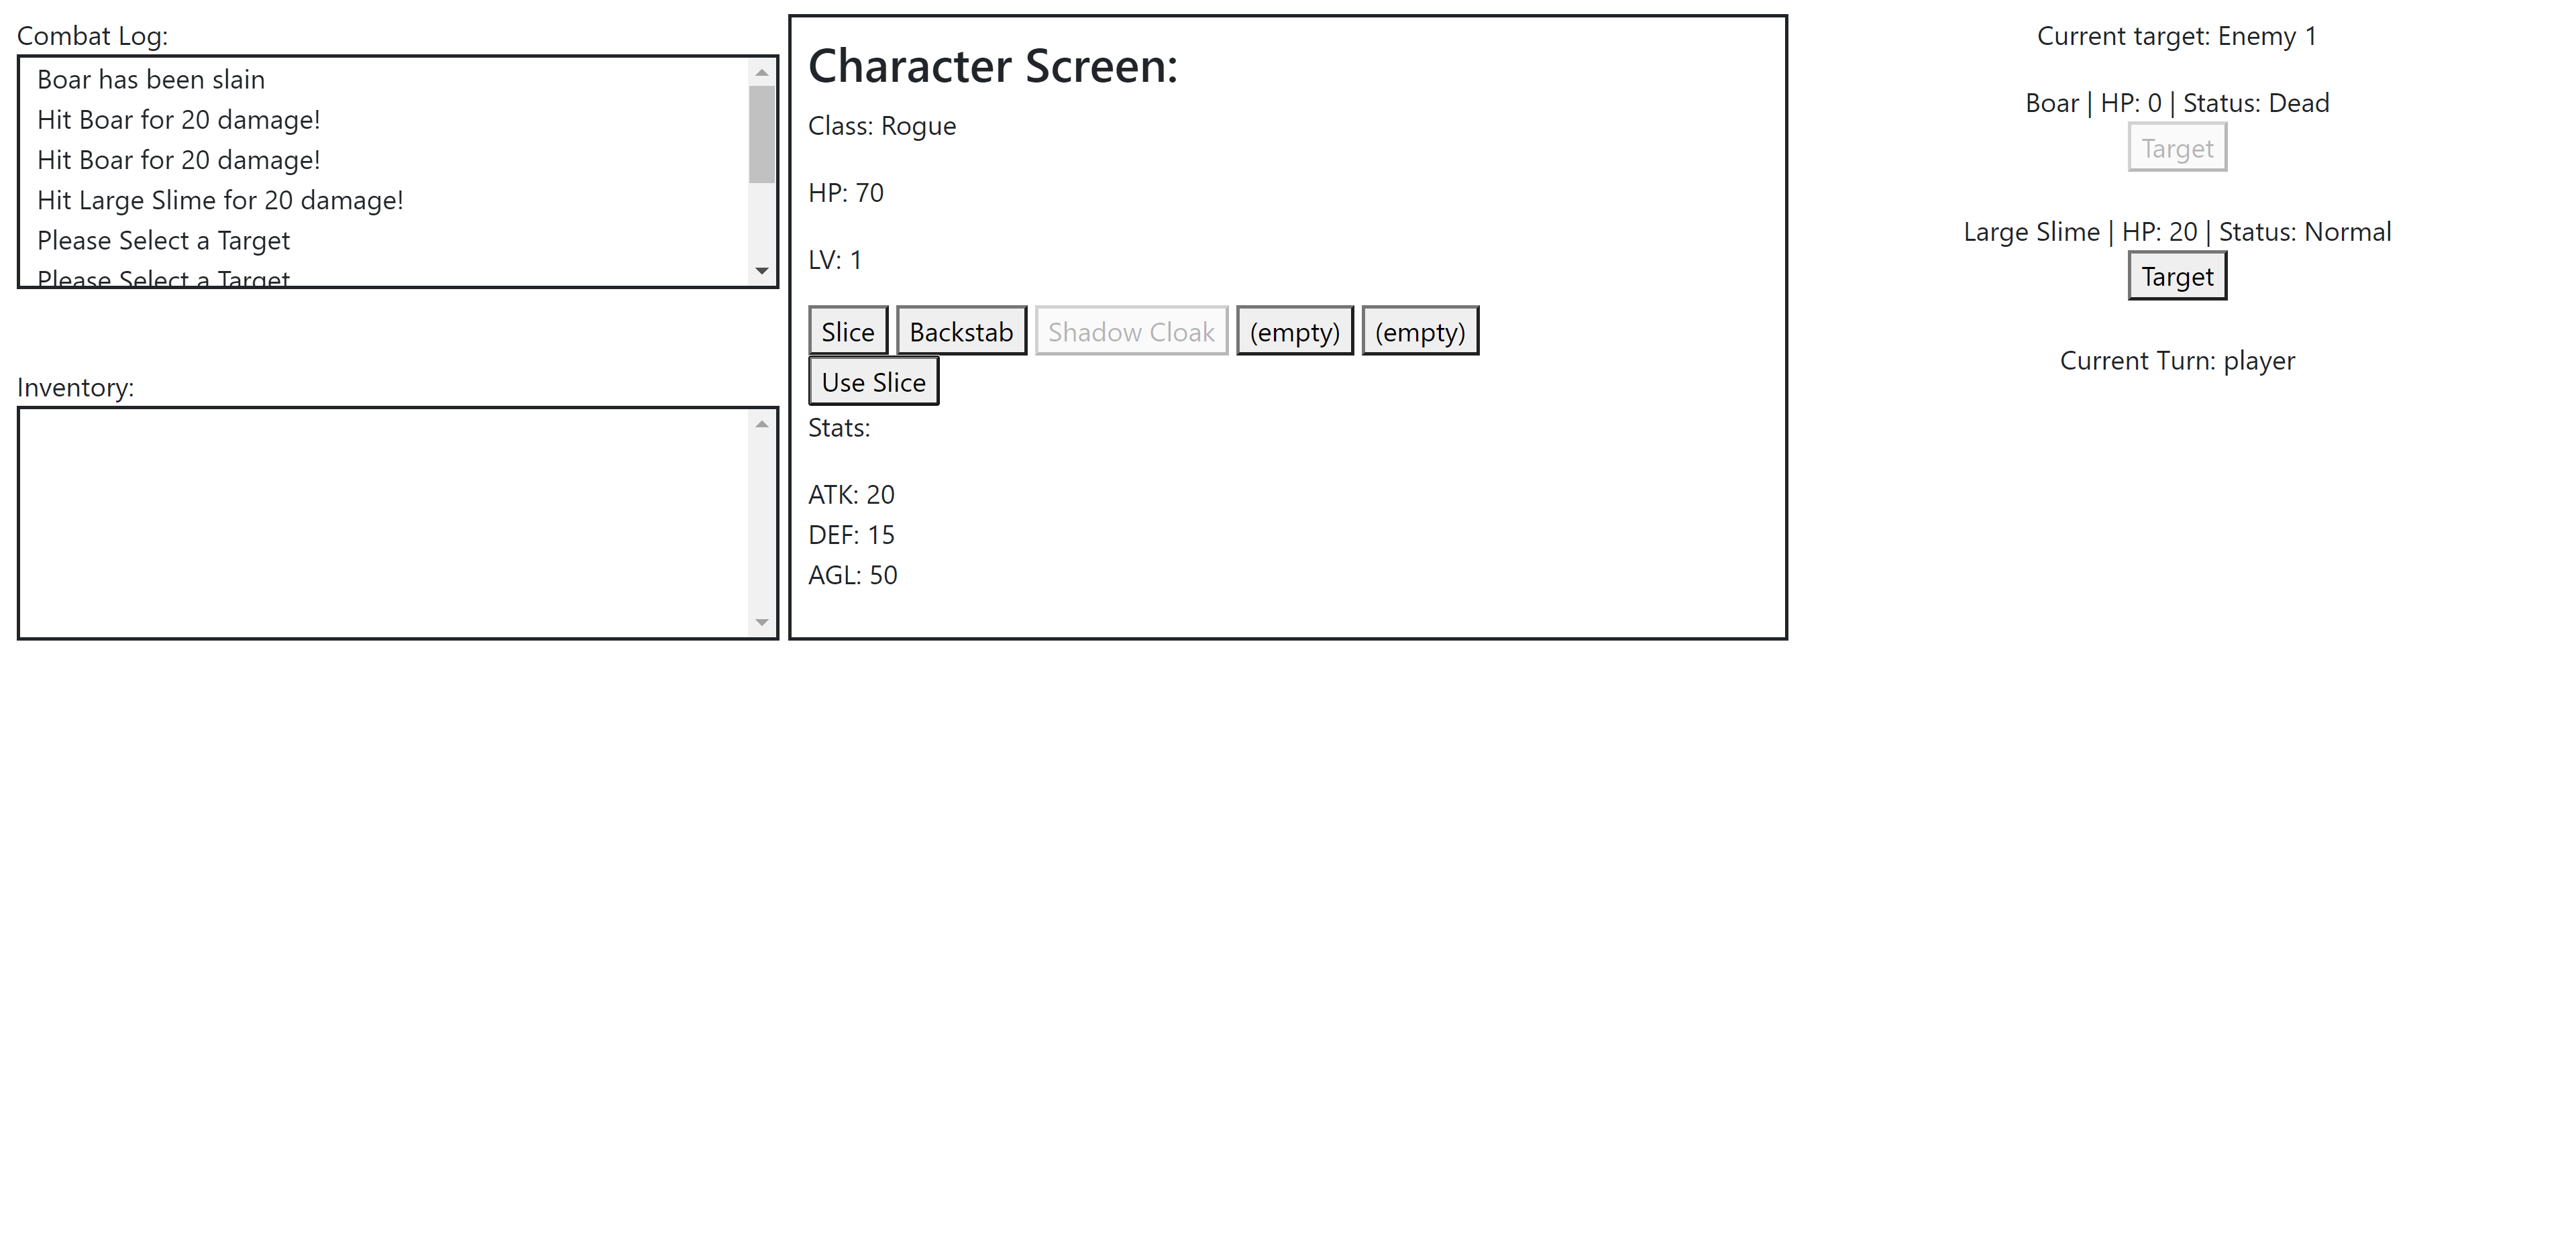 Combat Log:
Boar has been slain
Hit Boar for 20 damage!
Hit Boar for 20 damage!
Hit Large Slime for 20 damage!
Please Select a Target
Please Select a Target
Inventory:
Character Screen:
Class: Rogue
HP: 70
LV: 1
Slice Backstab Shadow Cloak (empty) (empty)
Use Slice
Stats:
ATK: 20
DEF: 15
AGL: 50
Current target: Enemy 1
Boar | HP: 0 | Status: Dead
Target
Large Slime | HP: 20 | Status: Normal
Target
Current Turn: player